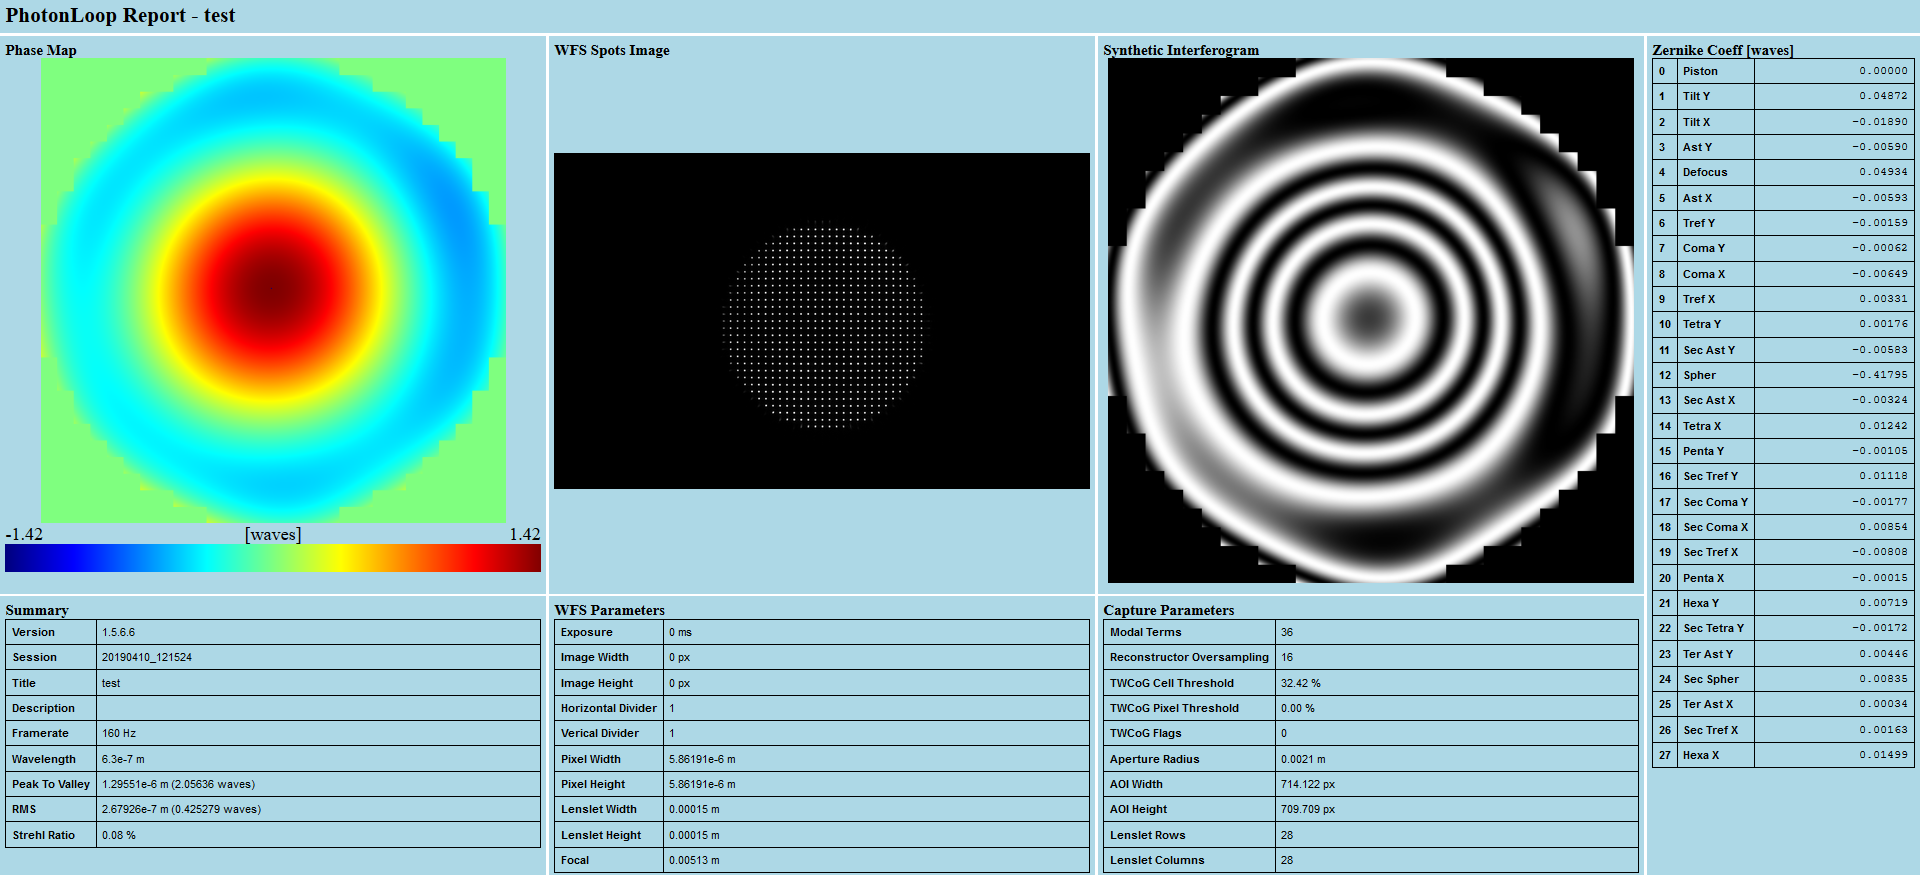 PhotonLoop Report - test
Phase Map
-1.42 [waves] 1.42
WFS Spots Image
Synthetic Interferogram
Zernike Coeff [waves]
0 Piston 0.00000
1 Tilt Y 0.04872
2 Tilt X -0.01890
3 Ast Y -0.00590
4 Defocus 0.04934
5 Ast X -0.00593
6 Tref Y -0.00159
7 Coma Y -0.00062
8 Coma X -0.00649
9 Tref X 0.00331
10 Tetra Y 0.00176
11 Sec Ast Y -0.00583
12 Spher -0.41795
13 Sec Ast X -0.00324
14 Tetra X 0.01242
15 Penta Y -0.00105
16 Sec Tref Y 0.01118
17 Sec Coma Y -0.00177
18 Sec Coma X 0.00854
19 Sec Tref X -0.00808
20 Penta X -0.00015
21 Hexa Y 0.00719
22 Sec Tetra Y -0.00172
23 Ter Ast Y 0.00446
24 Sec Spher 0.00835
25 Ter Ast X 0.00034
26 Sec Tref X 0.00163
27 Hexa X 0.01499
Summary
Version 1.5.6.6
Session 20190410_121524
Title test
Description
Framerate 160 Hz
Wavelength 6.3e-7 m
Peak To Valley 1.29551e-6 m (2.05636 waves)
RMS 2.67926e-7 m (0.425279 waves)
Strehl Ratio 0.08 %
WFS Parameters
Exposure 0 ms
Image Width 0 px
Image Height 0 px
Horizontal Divider 1
Verical Divider 1
Pixel Width 5.86191e-6 m
Pixel Height 5.86191e-6 m
Lenslet Width 0.00015 m
Lenslet Height 0.00015 m
Focal 0.00513 m
Capture Parameters
Modal Terms 36
Reconstructor Oversampling 16
TWCoG Cell Threshold 32.42 %
TWCoG Pixel Threshold 0.00 %
TWCoG Flags 0
Aperture Radius 0.0021 m
AOI Width 714.122 px
AOI Height 709.709 px
Lenslet Rows 28
Lenslet Columns 28